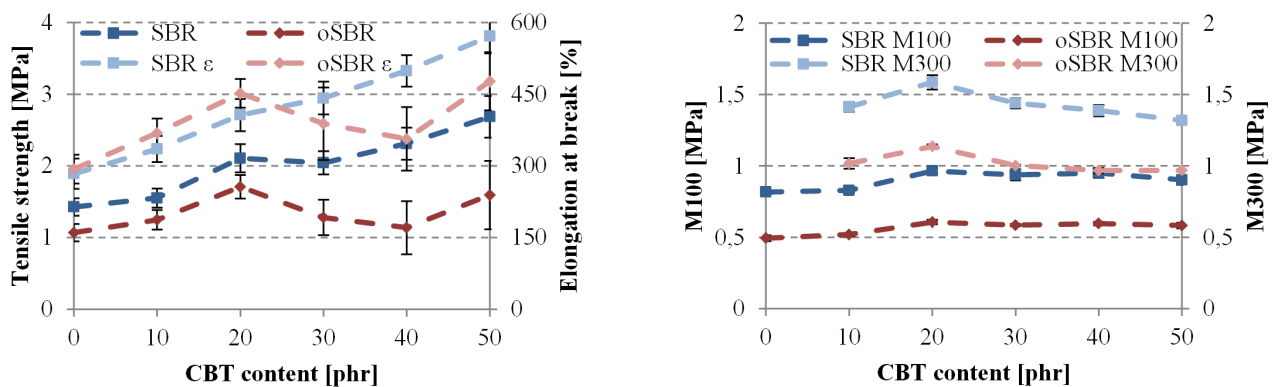 4
3
2
1
0
Tensile strength [MPa]
SBR
oSBR
SBR ε
oSBR ε
600
450
300
150
0
Elongation at break [%]
0 10 20 30 40 50
CBT content [phr]
2
1,5
1
0,5
0
M100 [MPa]
SBR M100
oSBR M100
SBR M300
oSBR M300
2
1,5
1
0,5
0
M300 [MPa]
0 10 20 30 40 50
CBT content [phr]